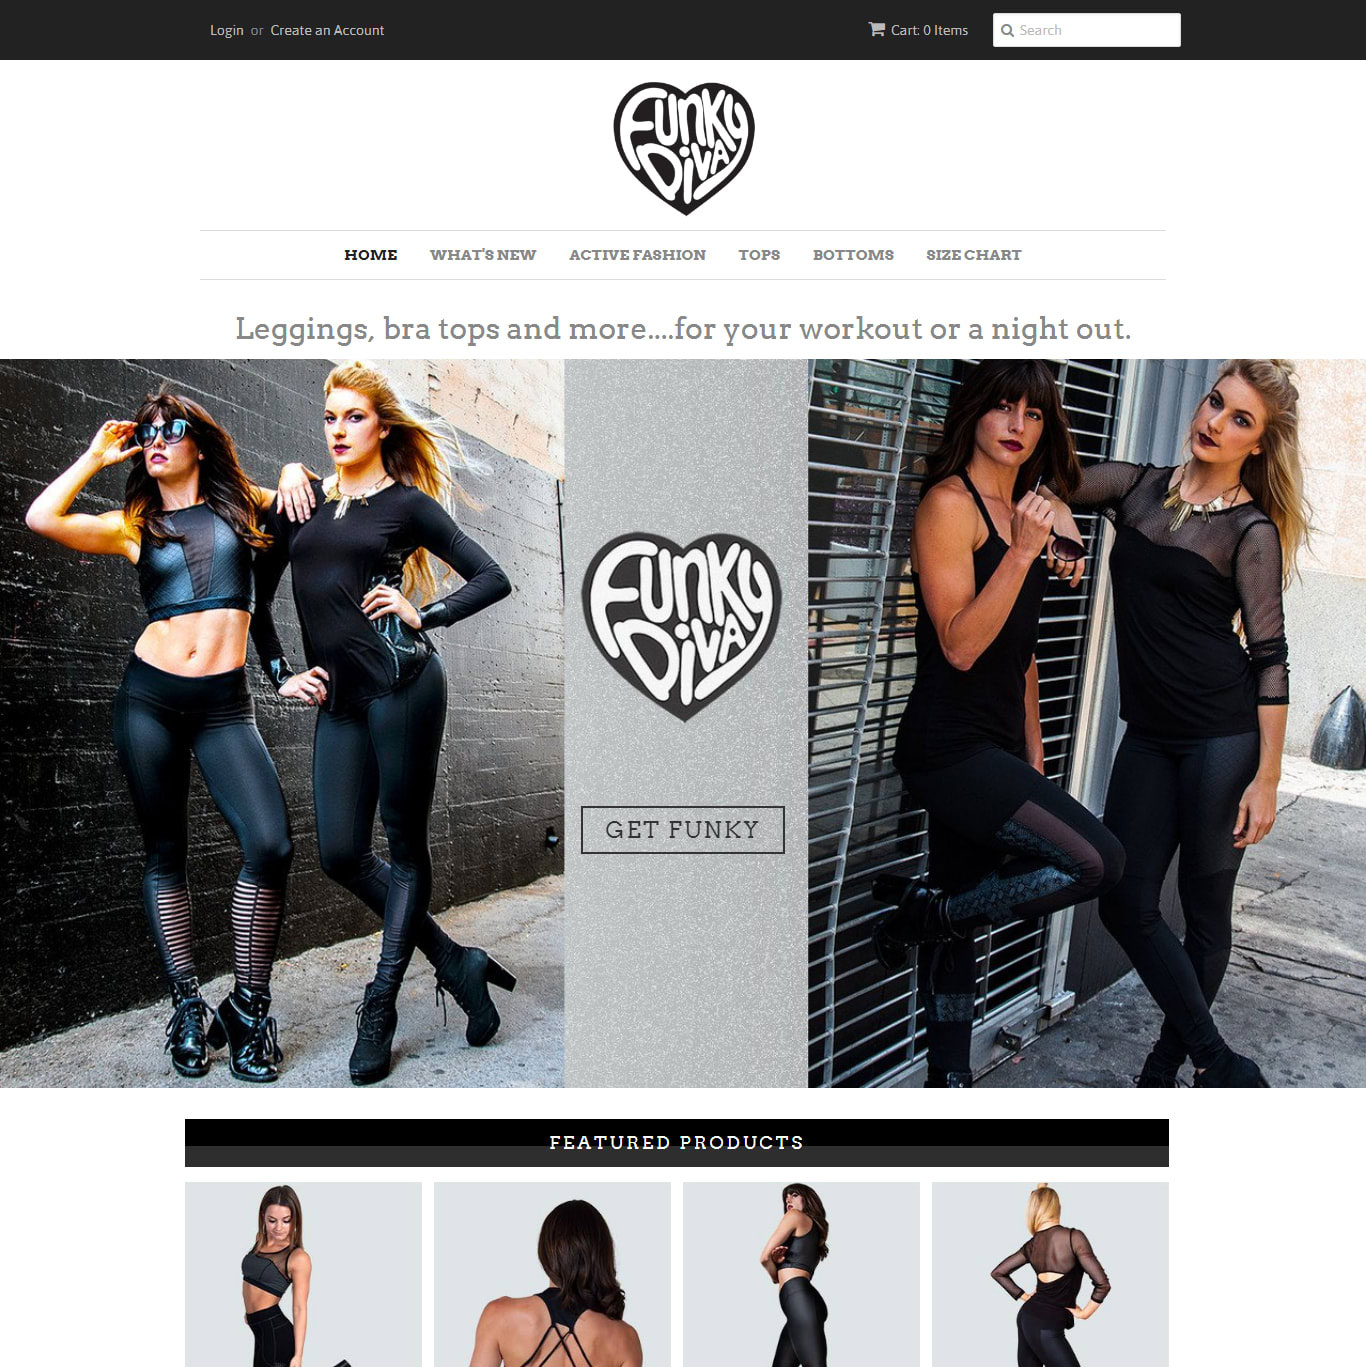 Login or Create an Account
Cart: 0 Items
Search
Funky
Diva
HOME WHAT'S NEW ACTIVE FASHION TOPS BOTTOMS SIZE CHART
Leggings, bra tops and more....for your workout or a night out.
Funky
Diva
GET FUNKY
FEATURED PRODUCTS